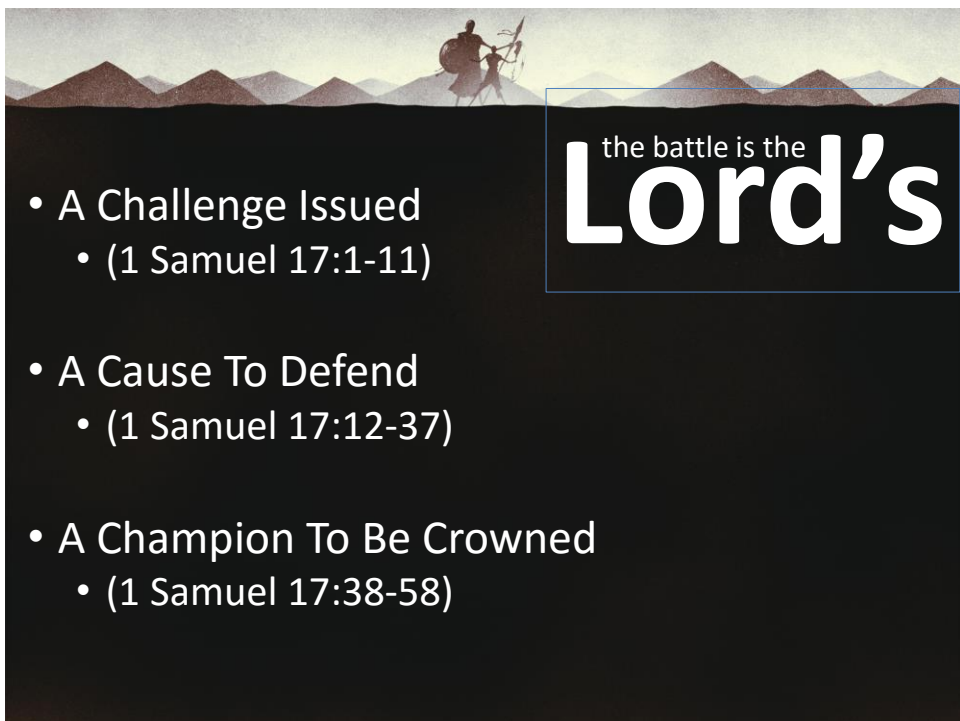 the battle is the
Lord’s
• A Challenge Issued
• (1 Samuel 17:1-11)
• A Cause To Defend
• (1 Samuel 17:12-37)
• A Champion To Be Crowned
• (1 Samuel 17:38-58)